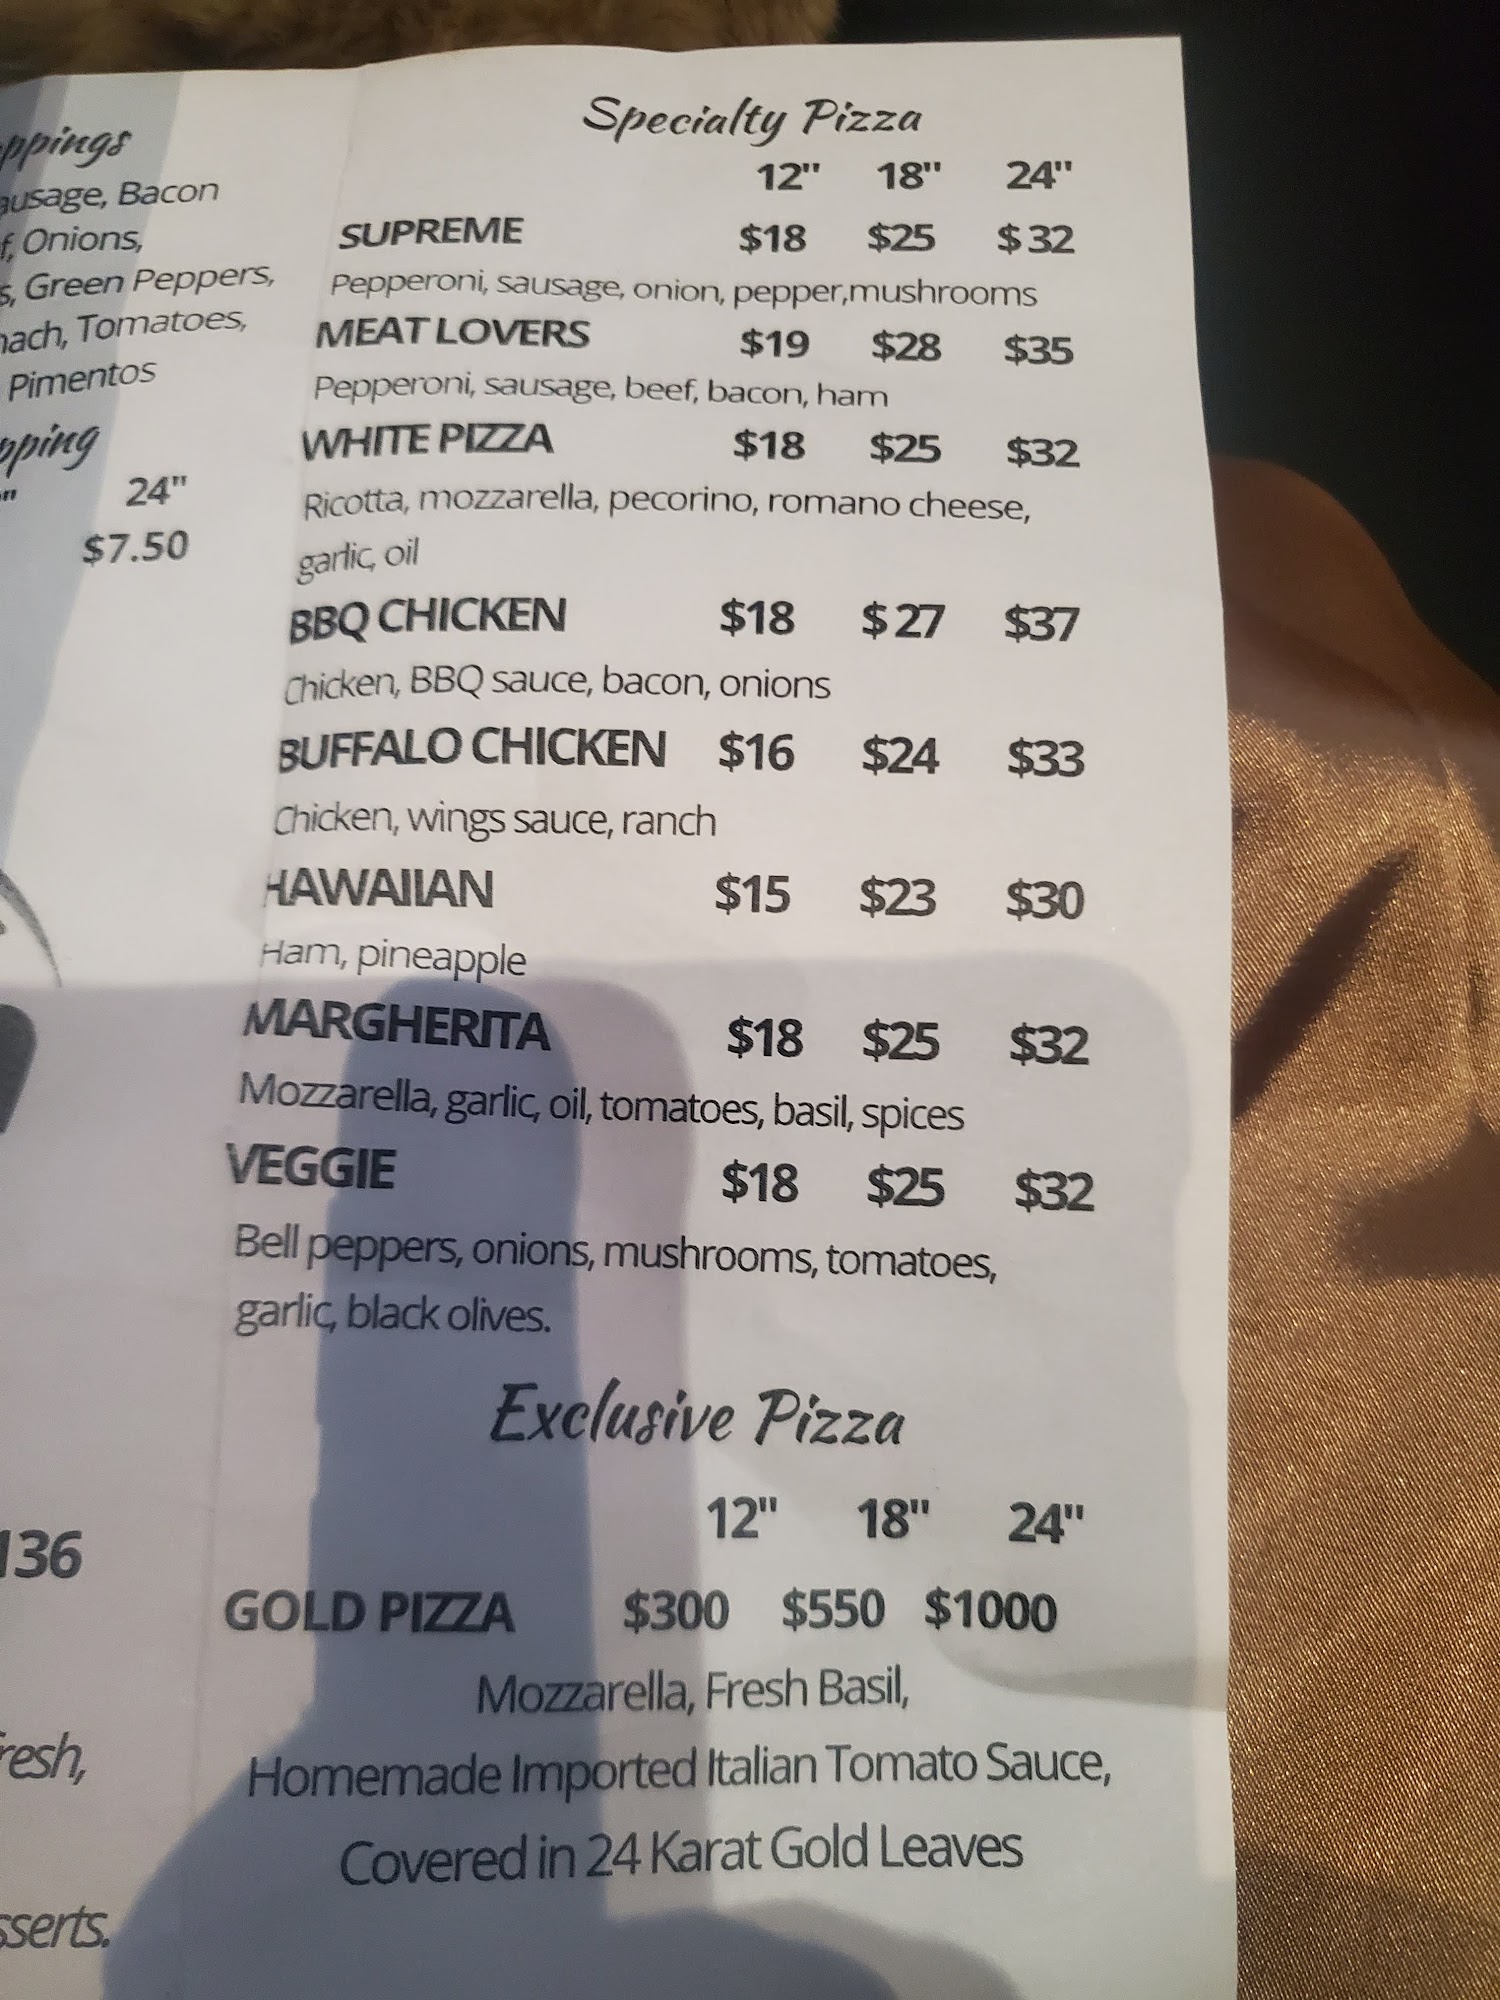 Bacon
Onions,
Green Peppers,
Tomatoes,
Pimentos
24"
$7.50
136
Specialty Pizza
12" 18" 24"
SUPREME $18 $25 $32
Pepperoni, sausage, onion, pepper,mushrooms
MEAT LOVERS $19 $28 $35
Pepperoni, sausage, beef, bacon, ham
WHITE PIZZA $18 $25 $32
Ricotta, mozzarella, pecorino, romano cheese,
garlic, oil
BBQ CHICKEN $18 $27 $37
Chicken, BBQ sauce, bacon, onions
BUFFALO CHICKEN $16 $24 $33
Chicken, wings sauce, ranch
HAWAIIAN $15 $23 $30
Ham, pineapple
MARGHERITA $18 $25 $32
Mozzarella, garlic, oil, tomatoes, basil, spices
VEGGIE $18 $25 $32
Bell peppers, onions, mushrooms, tomatoes,
garlic, black olives.
Exclusive Pizza
12" 18" 24"
GOLD PIZZA $300 $550 $1000
Mozzarella, Fresh Basil,
Homemade Imported Italian Tomato Sauce,
Covered in 24 Karat Gold Leaves